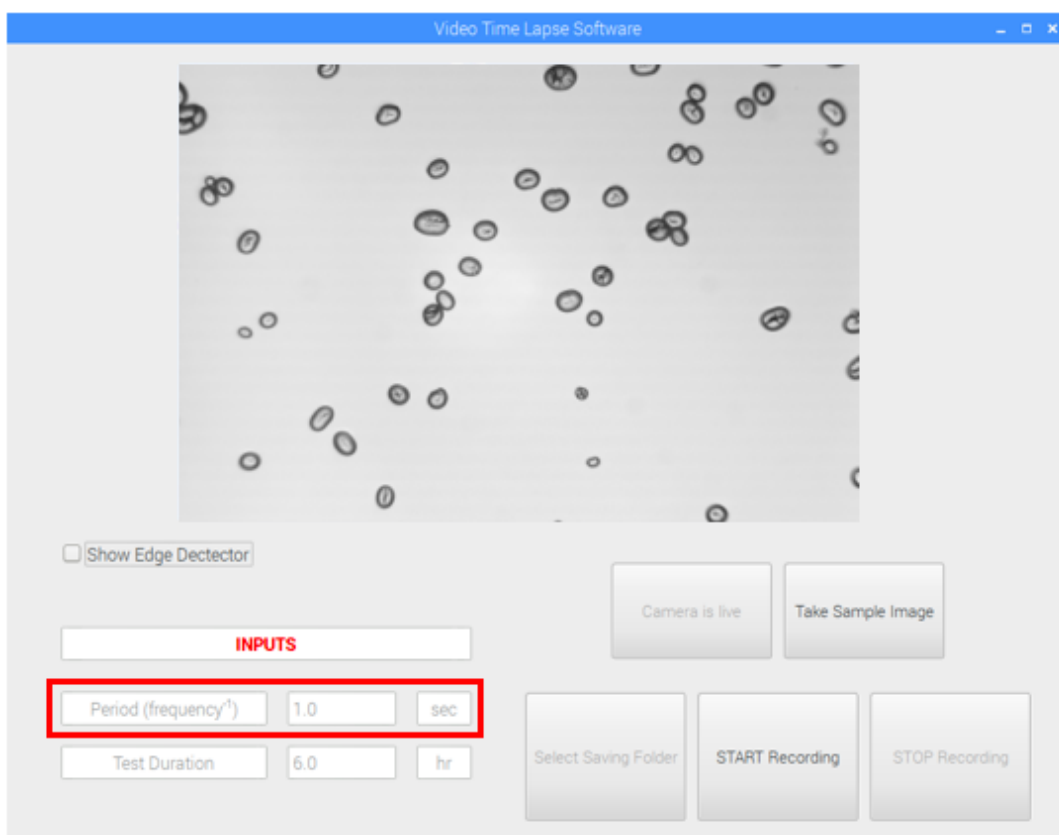 Video Time Lapse Software
Show Edge Dectector
Camera is live
Take Sample Image
INPUTS
Period (frequency⁻¹) 1.0 sec
Test Duration 6.0 hr
Select Saving Folder
START Recording
STOP Recording